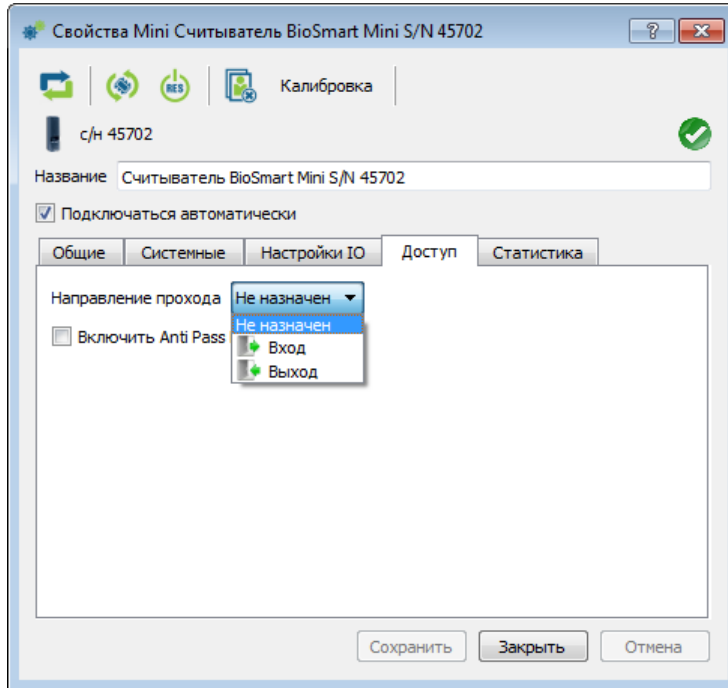 Свойства Mini Считыватель BioSmart Mini S/N 45702
RES Калибровка
с/н 45702
Название Считыватель BioSmart Mini S/N 45702
Подключаться автоматически
Общие Системные Настройки IO Доступ Статистика
Направление прохода Не назначен
Не назначен
Включить Anti Pass
Вход
Выход
Сохранить Закрыть Отмена